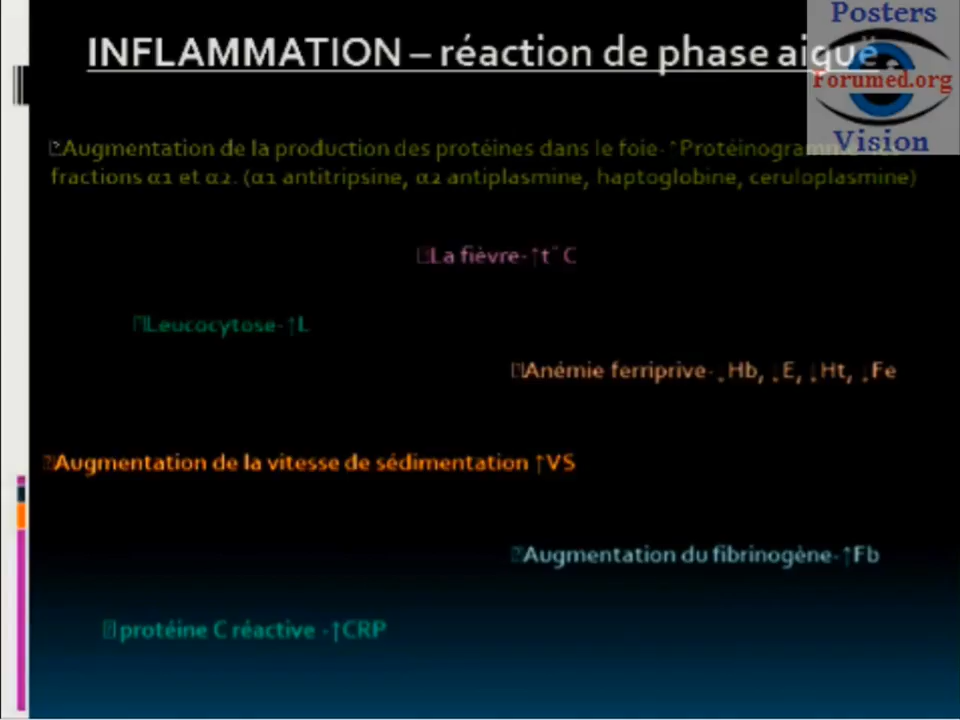 Posters
INFLAMMATION – réaction de phase aiguë
Forumed.org
Vision
Augmentation de la production des protéines dans le foie-↑Protéinogramme
fractions α1 et α2. (α1 antitripsine, α2 antiplasmine, haptoglobine, ceruloplasmine)
La fièvre-↑t°C
Leucocytose-↑L
Anémie ferriprive-↓Hb, ↓E, ↓Ht, ↓Fe
Augmentation de la vitesse de sédimentation ↑VS
Augmentation du fibrinogène-↑Fb
protéine C réactive -↑CRP